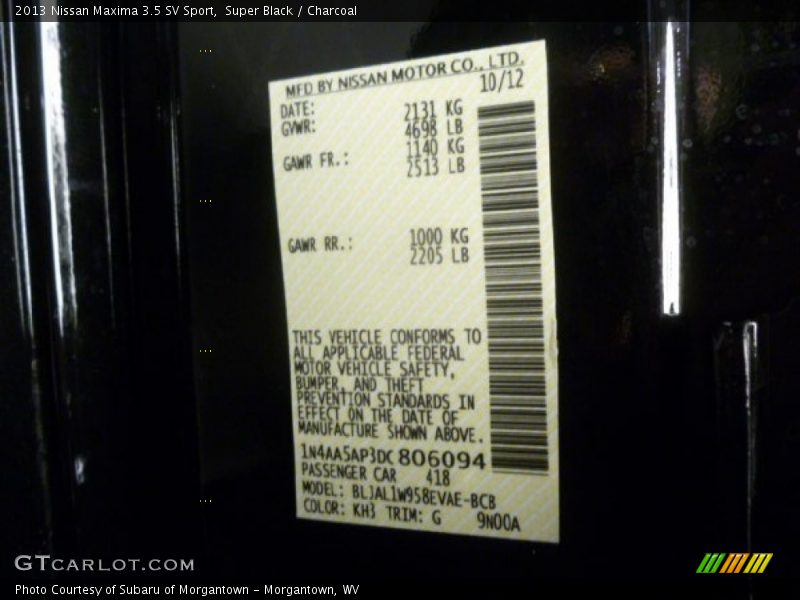 2013 Nissan Maxima 3.5 SV Sport,  Super Black / Charcoal
MFD BY NISSAN MOTOR CO., LTD.
DATE: 10/12
GVWR: 2131 KG
4698 LB
GAWR FR.: 1140 KG
2513 LB
GAWR RR.: 1000 KG
2205 LB
THIS VEHICLE CONFORMS TO
ALL APPLICABLE FEDERAL
MOTOR VEHICLE SAFETY,
BUMPER, AND THEFT
PREVENTION STANDARDS IN
EFFECT ON THE DATE OF
MANUFACTURE SHOWN ABOVE.
1N4AA5AP3DC806094
PASSENGER CAR 418
MODEL: BLJAL1W958EVAE-BCB
COLOR: KH3 TRIM: G 9N00A
GTCARLOT.COM
Photo Courtesy of Subaru of Morgantown - Morgantown, WV